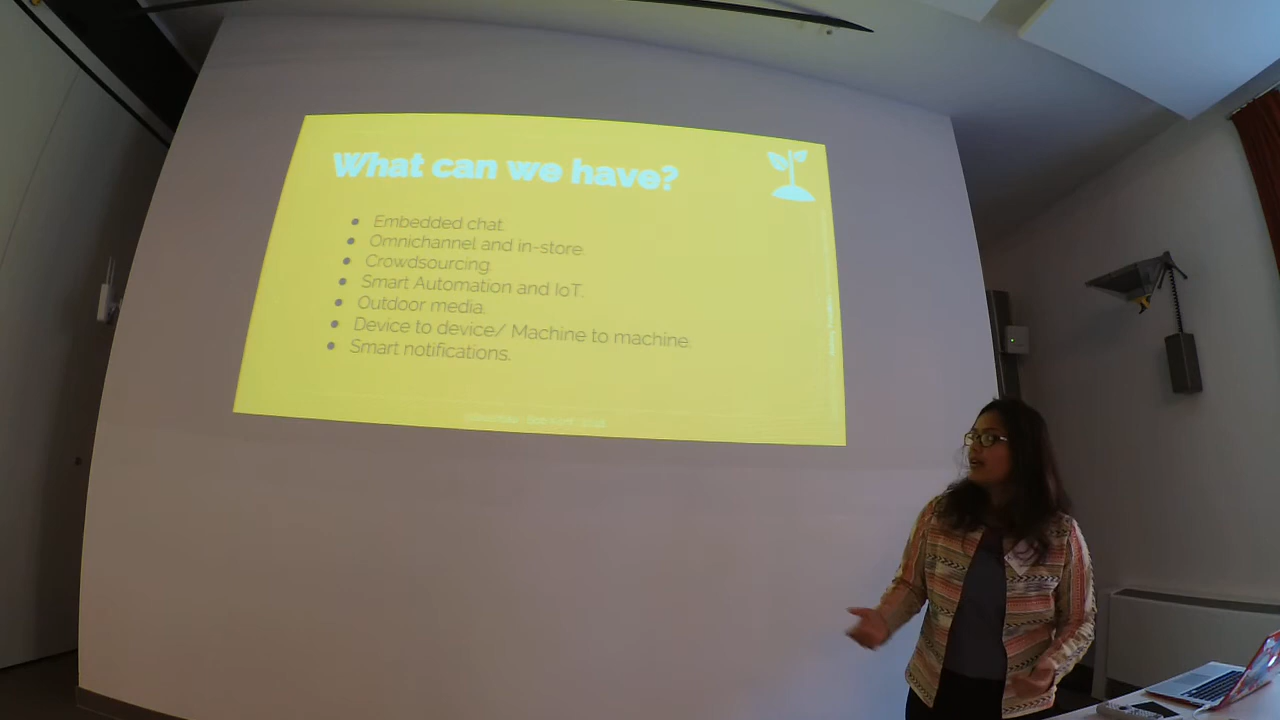 What can we have?
Embedded chat.
Omnichannel and in-store.
Crowdsourcing.
Smart Automation and IoT.
Outdoor media.
Device to device/ Machine to machine.
Smart notifications.